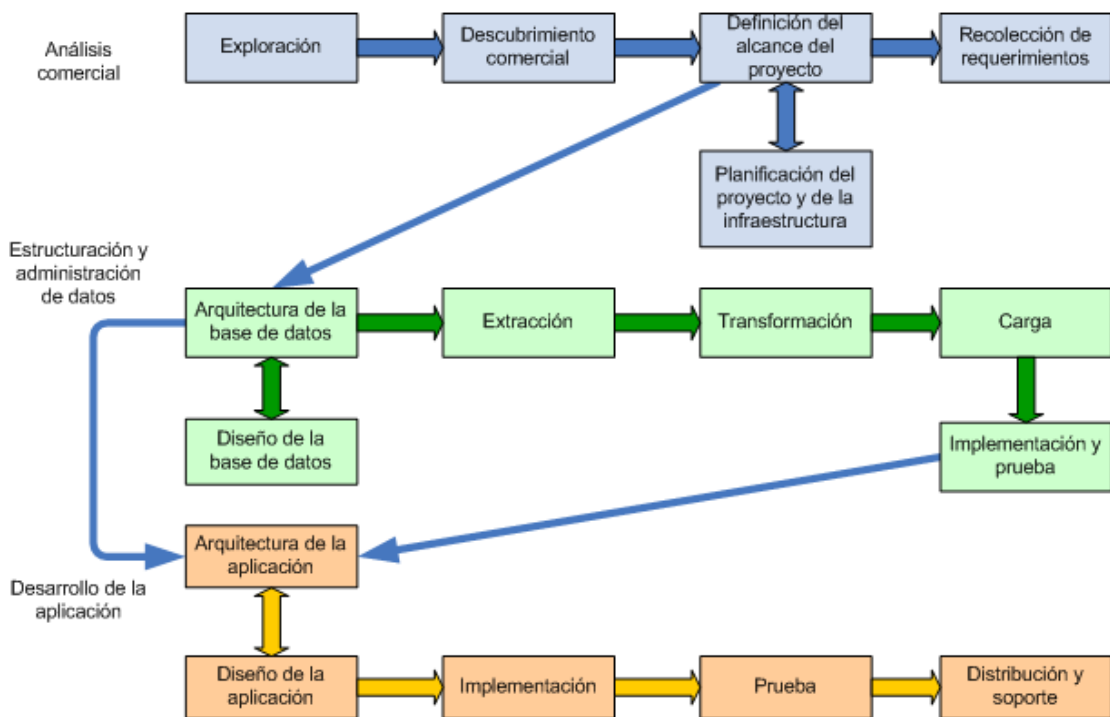 Análisis
comercial
Exploración
Descubrimiento
comercial
Definición del
alcance del
proyecto
Recolección de
requerimientos
Planificación del
proyecto y de la
infraestructura
Estructuración y
administración
de datos
Arquitectura de la
base de datos
Extracción
Transformación
Carga
Diseño de la
base de datos
Implementación y
prueba
Arquitectura de la
aplicación
Desarrollo de la
aplicación
Diseño de la
aplicación
Implementación
Prueba
Distribución y
soporte